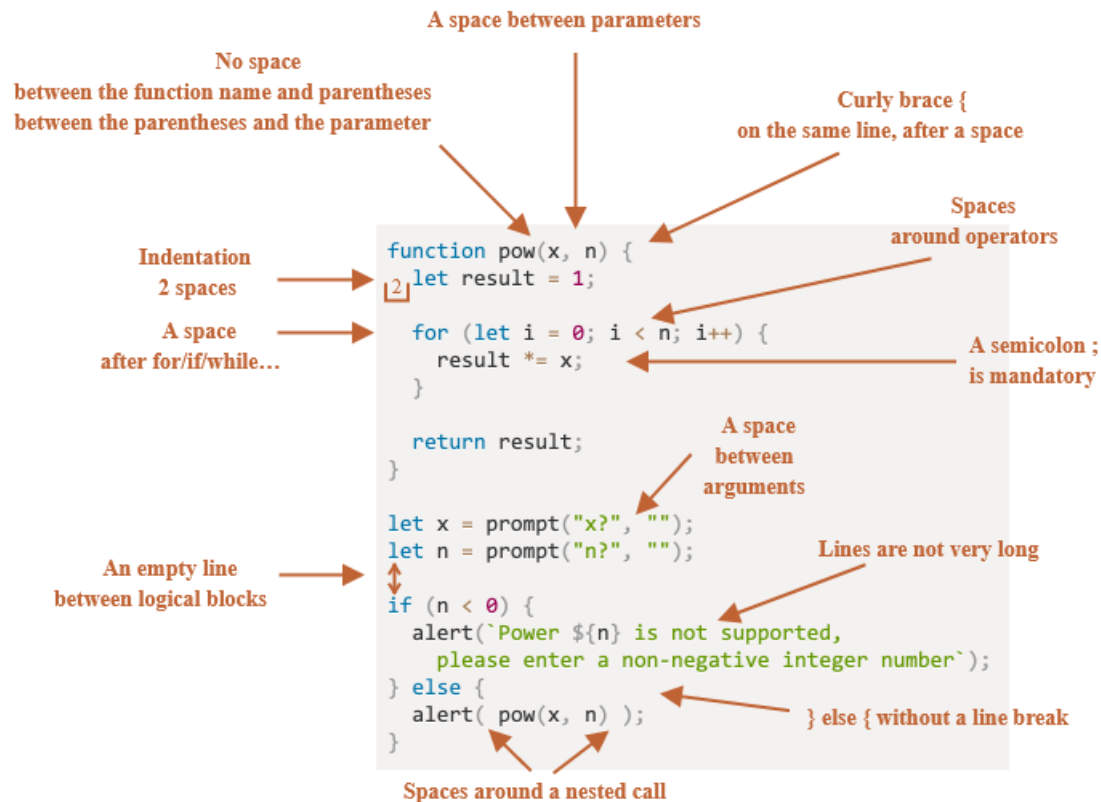 A space between parameters
No space
between the function name and parentheses
between the parentheses and the parameter
Curly brace {
on the same line, after a space
Spaces
around operators
Indentation
2 spaces
A space
after for/if/while…
function pow(x, n) {
2 let result = 1;
for (let i = 0; i < n; i++) {
result *= x;
}
return result;
}
A semicolon ;
is mandatory
A space
between
arguments
let x = prompt("x?", "");
let n = prompt("n?", "");
Lines are not very long
An empty line
between logical blocks
if (n < 0) {
alert(`Power ${n} is not supported,
please enter a non-negative integer number`);
} else {
alert( pow(x, n) );
}
} else { without a line break
Spaces around a nested call